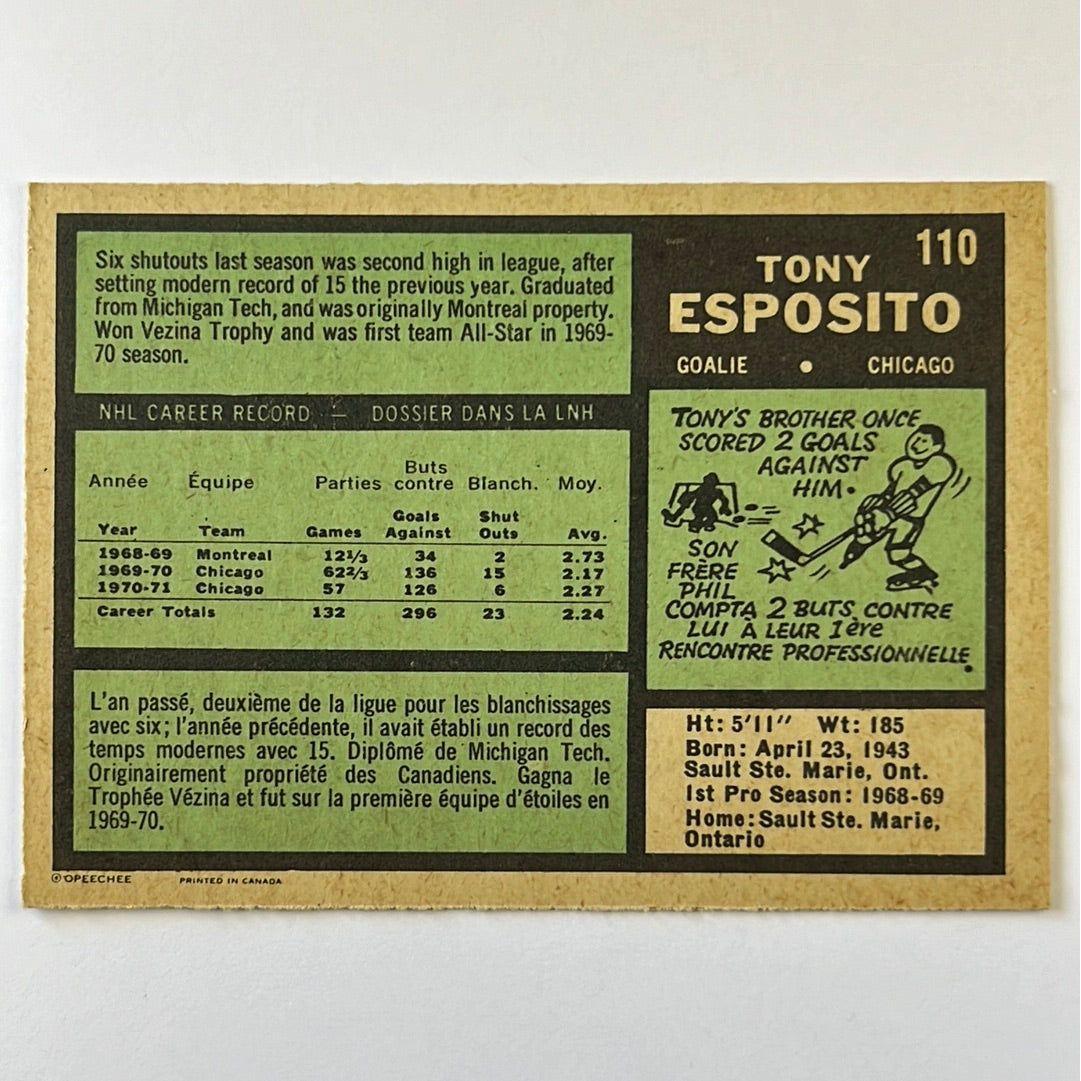 Six shutouts last season was second high in league, after
setting modern record of 15 the previous year. Graduated
from Michigan Tech, and was originally Montreal property.
Won Vezina Trophy and was first team All-Star in 1969-
70 season.
110
TONY
ESPOSITO
GOALIE • CHICAGO
NHL CAREER RECORD — DOSSIER DANS LA LNH
Année Équipe Parties Buts contre Blanch. Moy.
Year Team Games Goals Against Shut Outs Avg.
1968-69 Montreal 12⅓ 34 2 2.73
1969-70 Chicago 62⅔ 136 15 2.17
1970-71 Chicago 57 126 6 2.27
Career Totals 132 296 23 2.24
TONY'S BROTHER ONCE
SCORED 2 GOALS
AGAINST
HIM.
SON
FRÈRE
PHIL
COMPTA 2 BUTS CONTRE
LUI À LEUR 1ère
RENCONTRE PROFESSIONNELLE.
L'an passé, deuxième de la ligue pour les blanchissages
avec six; l'année précédente, il avait établi un record des
temps modernes avec 15. Diplômé de Michigan Tech.
Originairement propriété des Canadiens. Gagna le
Trophée Vézina et fut sur la première équipe d'étoiles en
1969-70.
Ht: 5'11" Wt: 185
Born: April 23, 1943
Sault Ste. Marie, Ont.
1st Pro Season: 1968-69
Home: Sault Ste. Marie,
Ontario
© OPEECHEE PRINTED IN CANADA